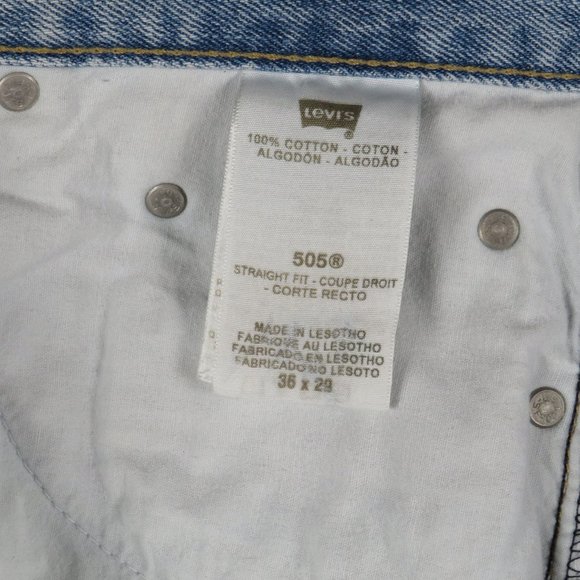 Levi's
®
100% COTTON - COTON -
ALGODÓN - ALGODÃO
505®
STRAIGHT FIT - COUPE DROIT
- CORTE RECTO
MADE IN LESOTHO
FABRIQUÉ AU LESOTHO
FABRICADO EN LESOTHO
FABRICADO NO LESOTO
36 x 29